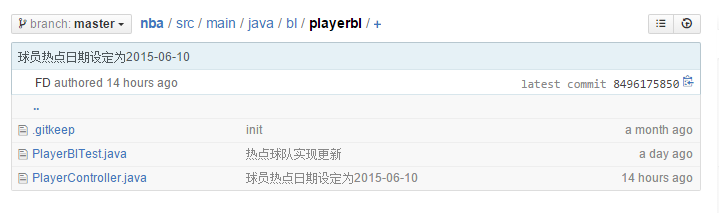 branch: master nba / src / main / java / bl / playerbl / +
球员热点日期设定为2015-06-10
FD authored 14 hours ago latest commit 8496175850
..
.gitkeep init a month ago
PlayerBlTest.java 热点球队实现更新 a day ago
PlayerController.java 球员热点日期设定为2015-06-10 14 hours ago